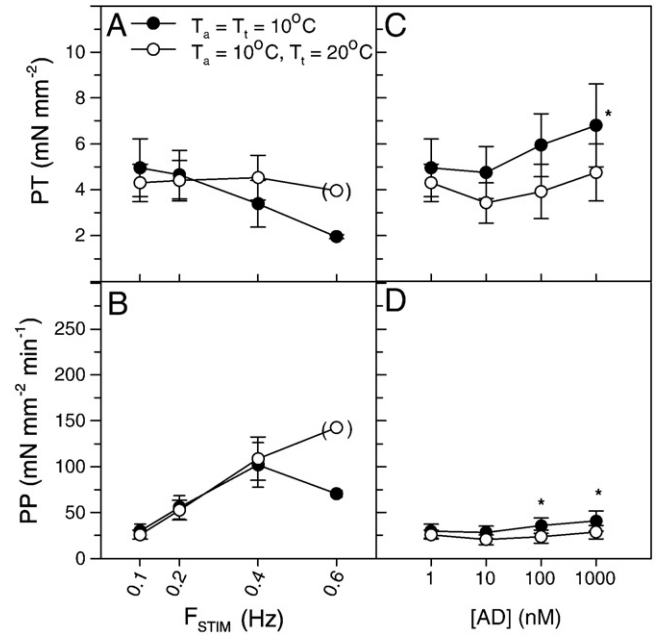 A
Tₐ = Tₜ = 10°C
Tₐ = 10°C, Tₜ = 20°C
C
PT (mN mm⁻²)
12
10
8
6
4
2
*
( )
B
D
PP (mN mm⁻² min⁻¹)
250
200
150
100
50
0
( )
* *
0.1 0.2 0.4 0.6
1 10 100 1000
F_STIM (Hz)
[AD] (nM)